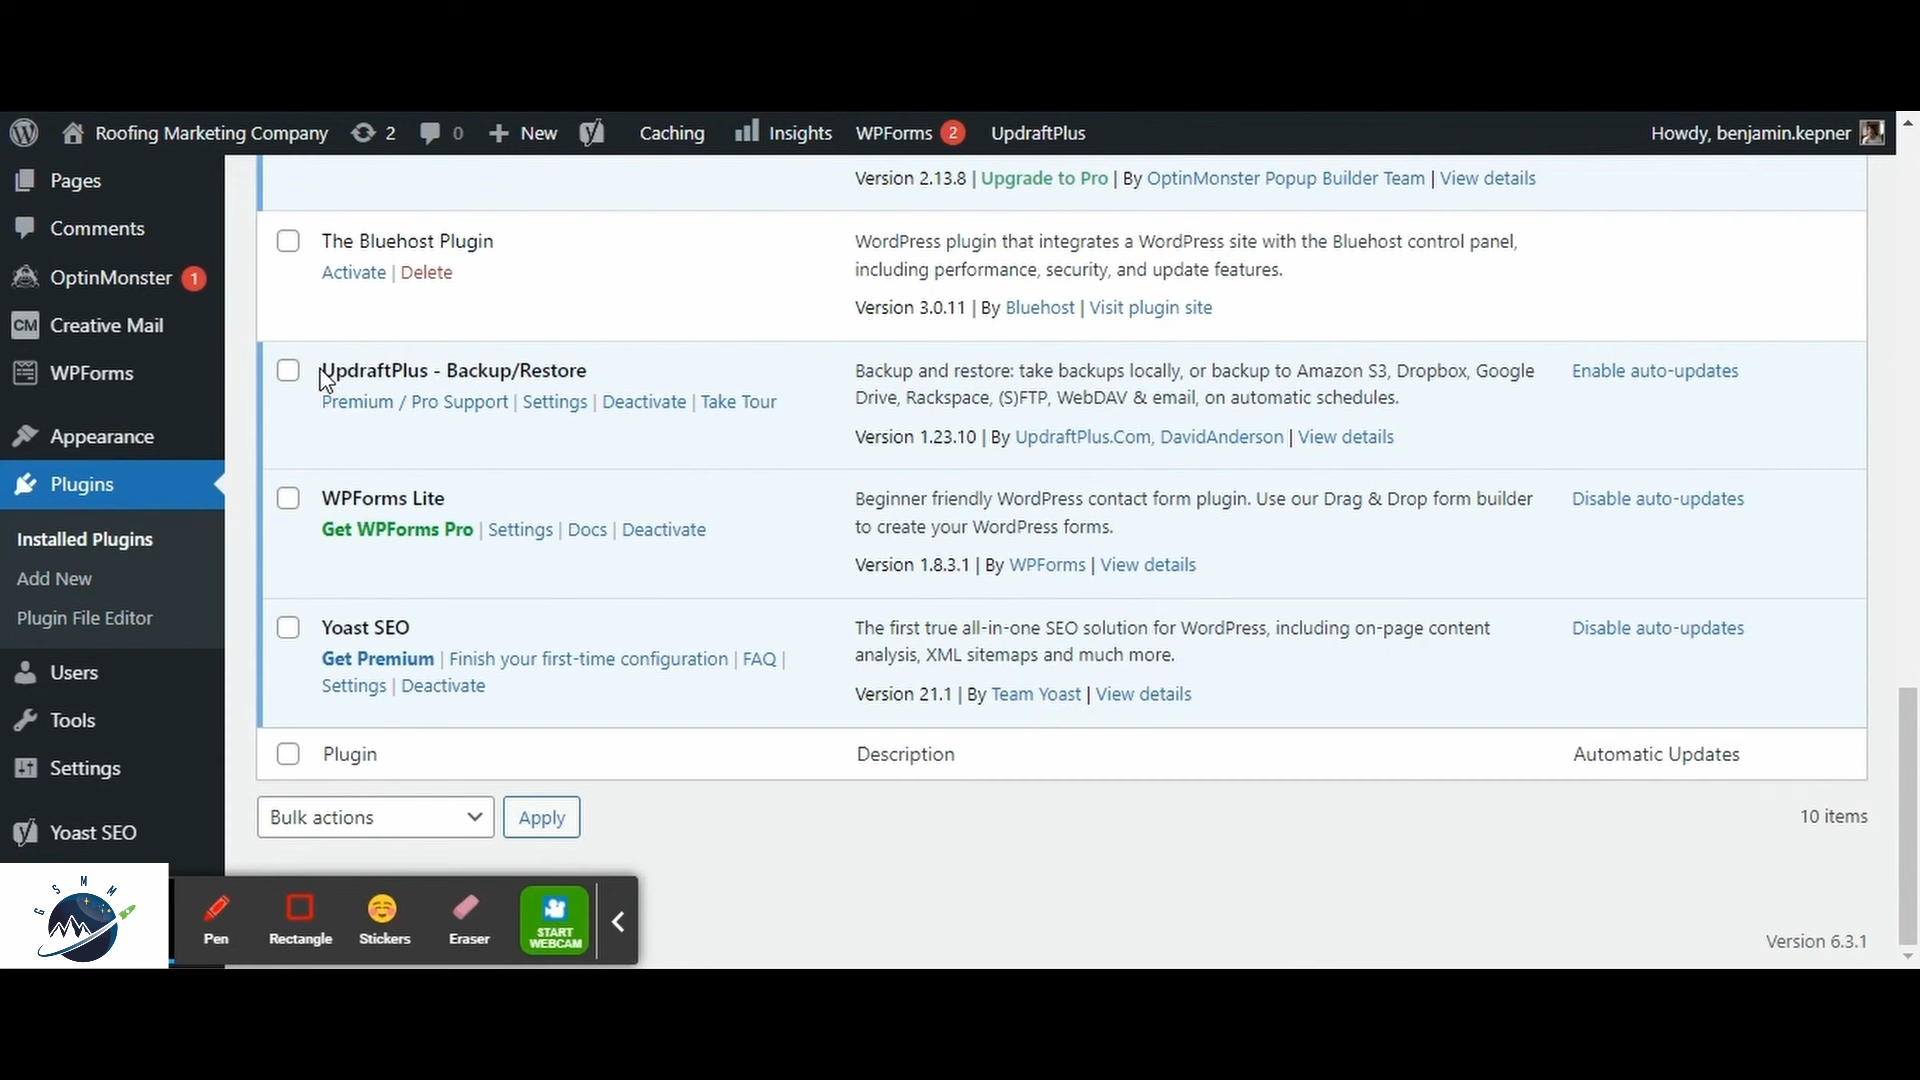 Roofing Marketing Company 2 0 New Caching Insights WPForms 2 UpdraftPlus Howdy, benjamin.kepner
Pages
Comments
OptinMonster 1
CM Creative Mail
WPForms
Appearance
Plugins
Installed Plugins
Add New
Plugin File Editor
Users
Tools
Settings
Yoast SEO
Version 2.13.8 | Upgrade to Pro | By OptinMonster Popup Builder Team | View details
The Bluehost Plugin
Activate | Delete
WordPress plugin that integrates a WordPress site with the Bluehost control panel,
including performance, security, and update features.
Version 3.0.11 | By Bluehost | Visit plugin site
UpdraftPlus - Backup/Restore
Premium / Pro Support | Settings | Deactivate | Take Tour
Backup and restore: take backups locally, or backup to Amazon S3, Dropbox, Google
Drive, Rackspace, (S)FTP, WebDAV & email, on automatic schedules.
Version 1.23.10 | By UpdraftPlus.Com, DavidAnderson | View details
Enable auto-updates
WPForms Lite
Get WPForms Pro | Settings | Docs | Deactivate
Beginner friendly WordPress contact form plugin. Use our Drag & Drop form builder
to create your WordPress forms.
Version 1.8.3.1 | By WPForms | View details
Disable auto-updates
Yoast SEO
Get Premium | Finish your first-time configuration | FAQ |
Settings | Deactivate
The first true all-in-one SEO solution for WordPress, including on-page content
analysis, XML sitemaps and much more.
Version 21.1 | By Team Yoast | View details
Disable auto-updates
Plugin Description Automatic Updates
Bulk actions Apply 10 items
G S M M
Pen Rectangle Stickers Eraser
START
WEBCAM
Version 6.3.1